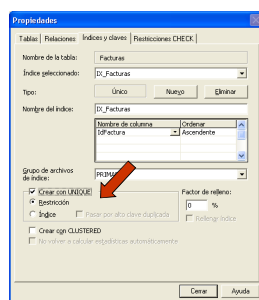 Propiedades
Tablas Relaciones Índices y claves Restricciones CHECK
Nombre de la tabla: Facturas
Índice seleccionado: IX_Facturas
Tipo: Único Nuevo Eliminar
Nombre del índice: IX_Facturas
Nombre de columna Ordenar
IdFactura Ascendente
Grupo de archivos de índice: PRIMA
Crear con UNIQUE Factor de relleno:
Restricción 0 %
Índice Pasar por alto clave duplicada Rellenar índice
Crear con CLUSTERED
No volver a calcular estadísticas automáticamente
Cerrar Ayuda